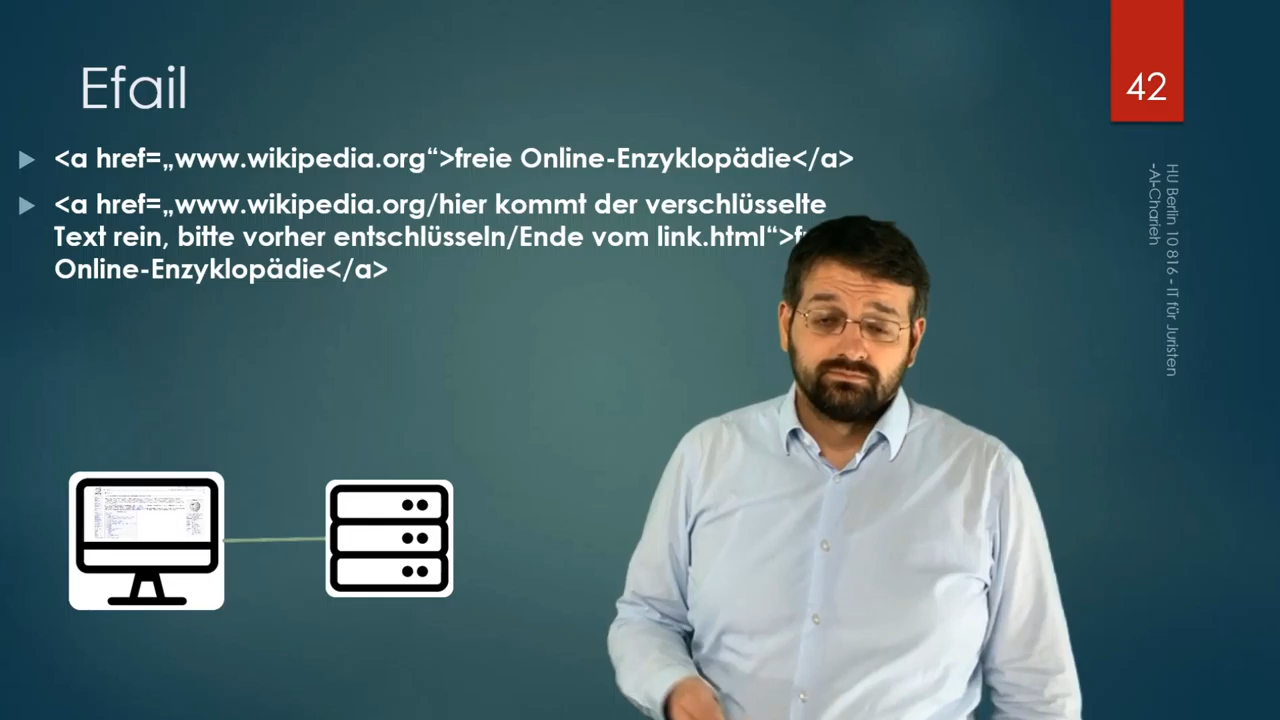 Efail
42
<a href=„www.wikipedia.org“>freie Online-Enzyklopädie</a>
<a href=„www.wikipedia.org/hier kommt der verschlüsselte
Text rein, bitte vorher entschlüsseln/Ende vom link.html“>
Online-Enzyklopädie</a>
HU Berlin 10 816 - IT für Juristen
-Al-Charieh